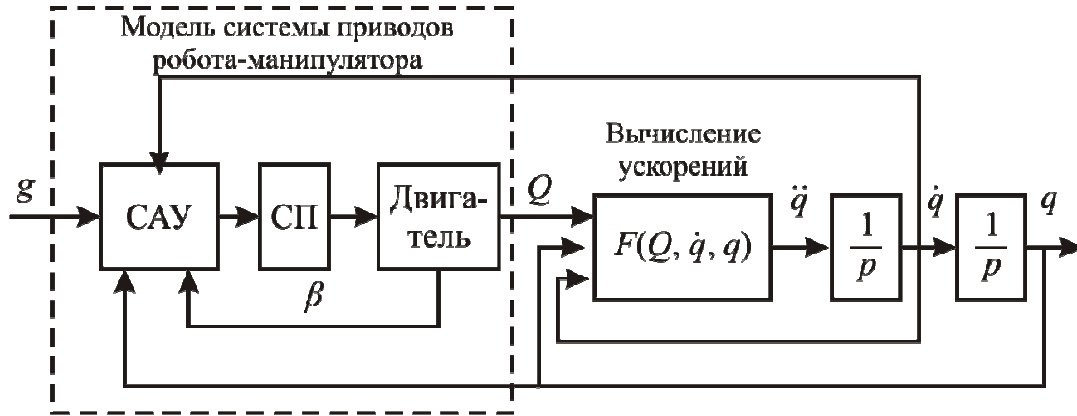 Модель системы приводов
робота-манипулятора
Вычисление
ускорений
g
САУ
СП
Двига-
тель
Q
F(Q, q̇, q)
q̈
1
p
q̇
1
p
q
β